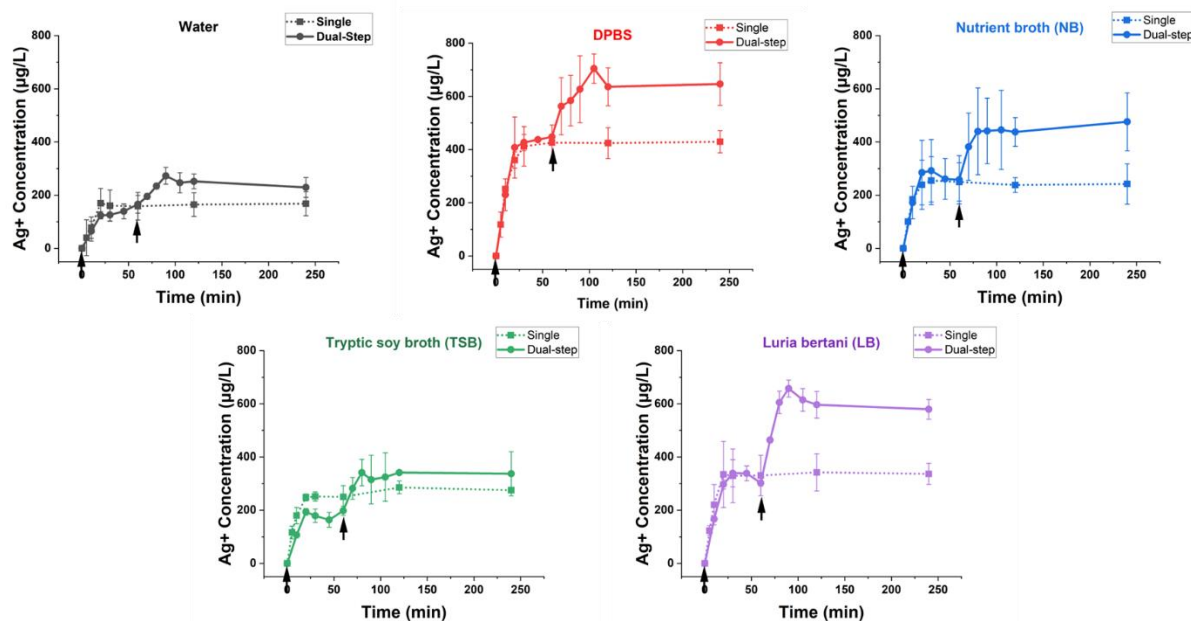 Water
Single
Dual-Step
Ag+ Concentration (µg/L)
800
600
400
200
0
0
0 50 100 150 200 250
Time (min)
DPBS
Single
Dual-step
Ag+ Concentration (µg/L)
800
600
400
200
0
0
0 50 100 150 200 250
Time (min)
Nutrient broth (NB)
Single
Dual-step
Ag+ Concentration (µg/L)
800
600
400
200
0
0 50 100 150 200 250
Time (min)
Tryptic soy broth (TSB)
Single
Dual-step
Ag+ Concentration (µg/L)
800
600
400
200
0
0 50 100 150 200 250
Time (min)
Luria bertani (LB)
Single
Dual-step
Ag+ Concentration (µg/L)
800
600
400
200
0
0 50 100 150 200 250
Time (min)